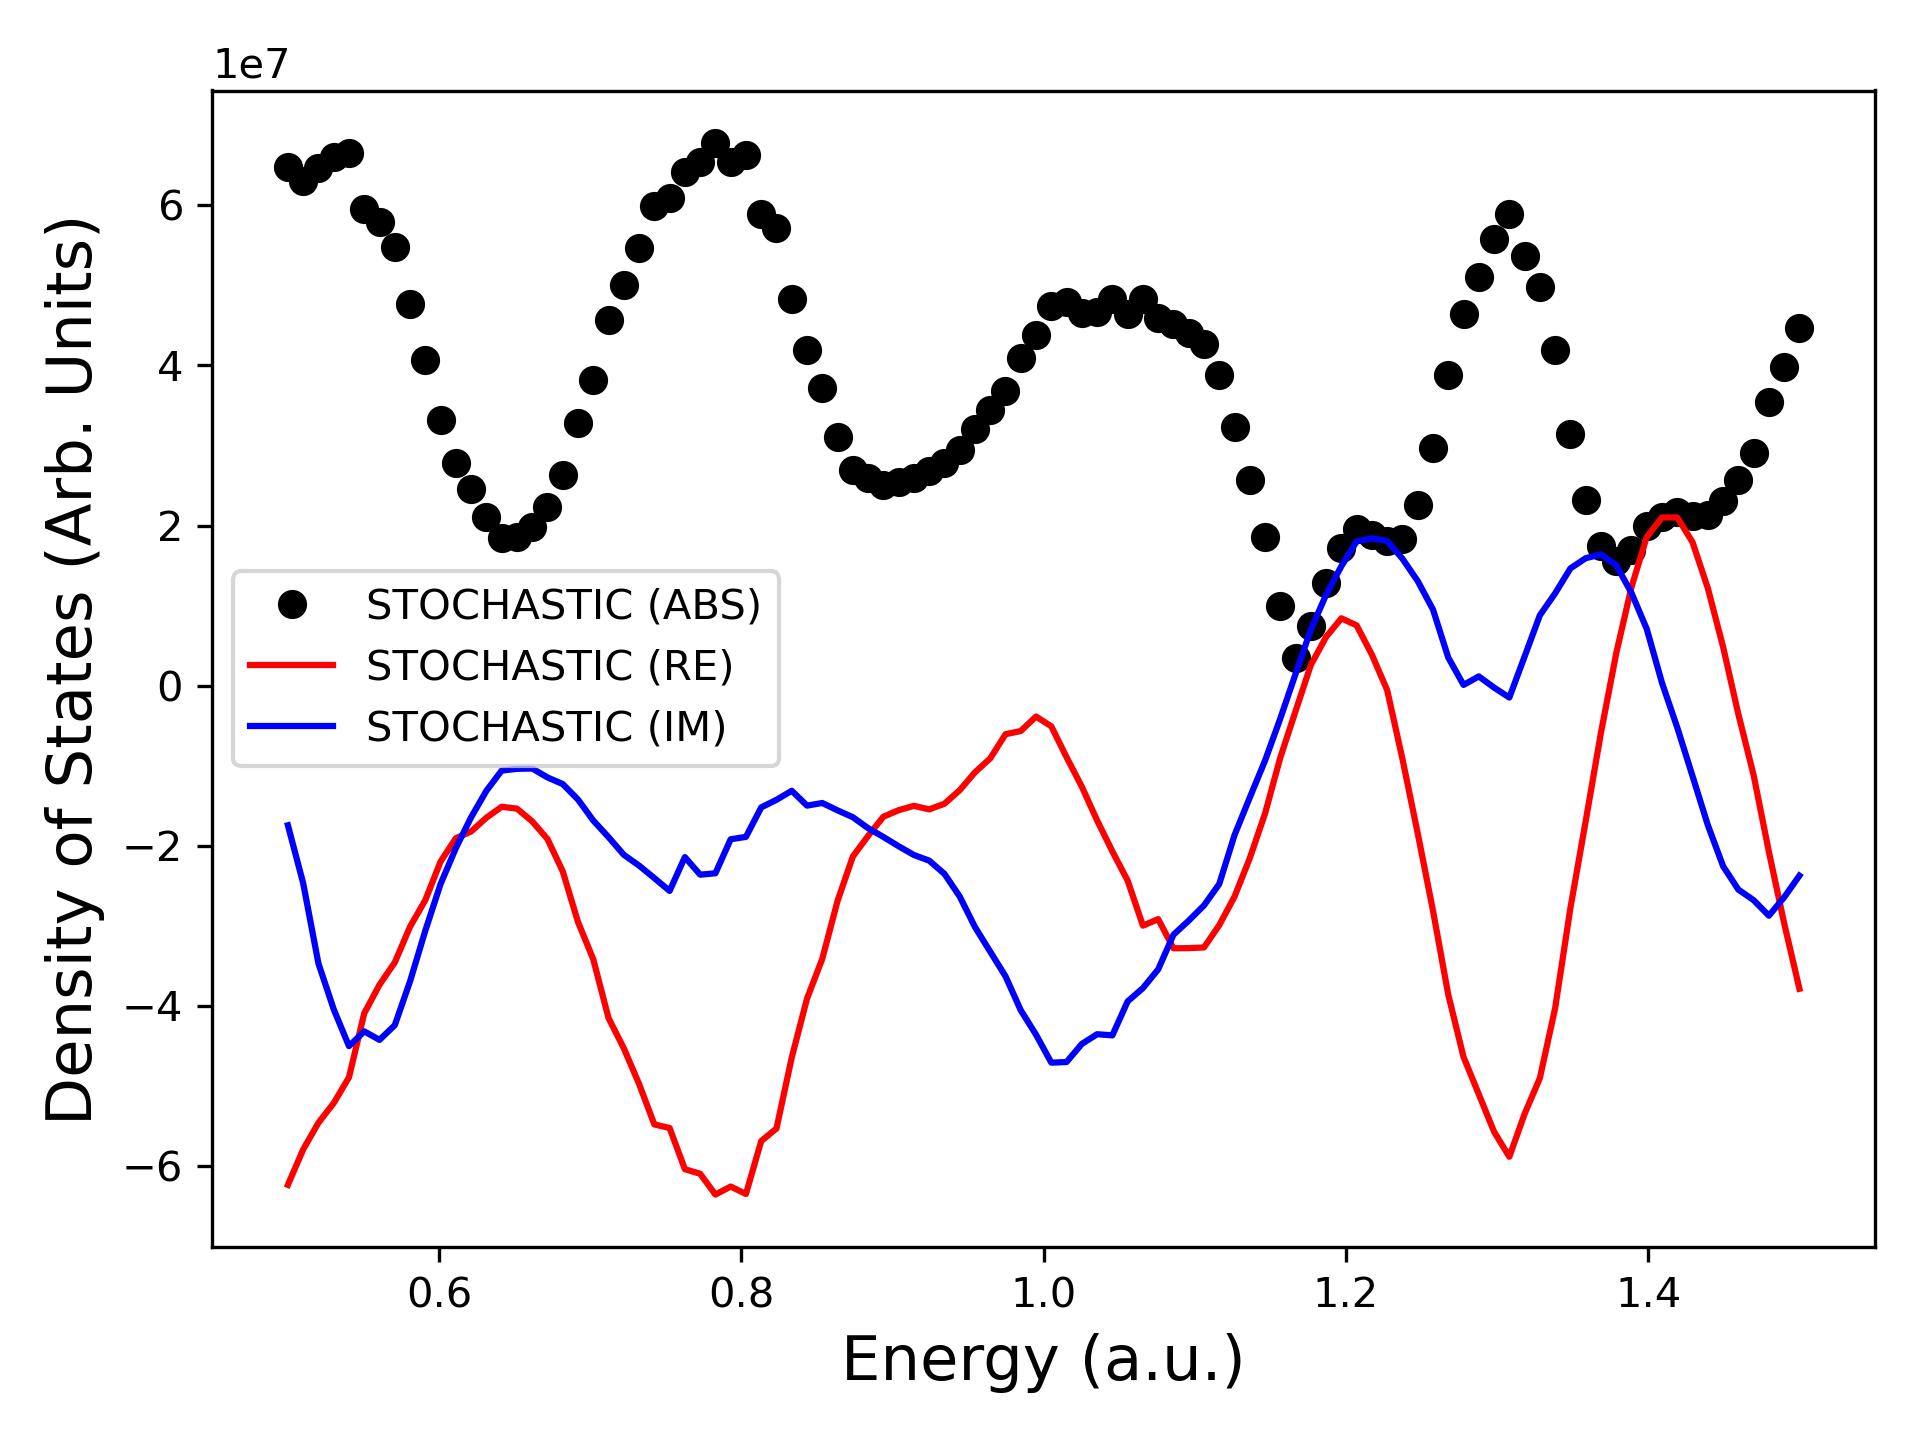 1e7
Density of States (Arb. Units)
6
4
2
0
−2
−4
−6
STOCHASTIC (ABS)
STOCHASTIC (RE)
STOCHASTIC (IM)
0.6
0.8
1.0
1.2
1.4
Energy (a.u.)